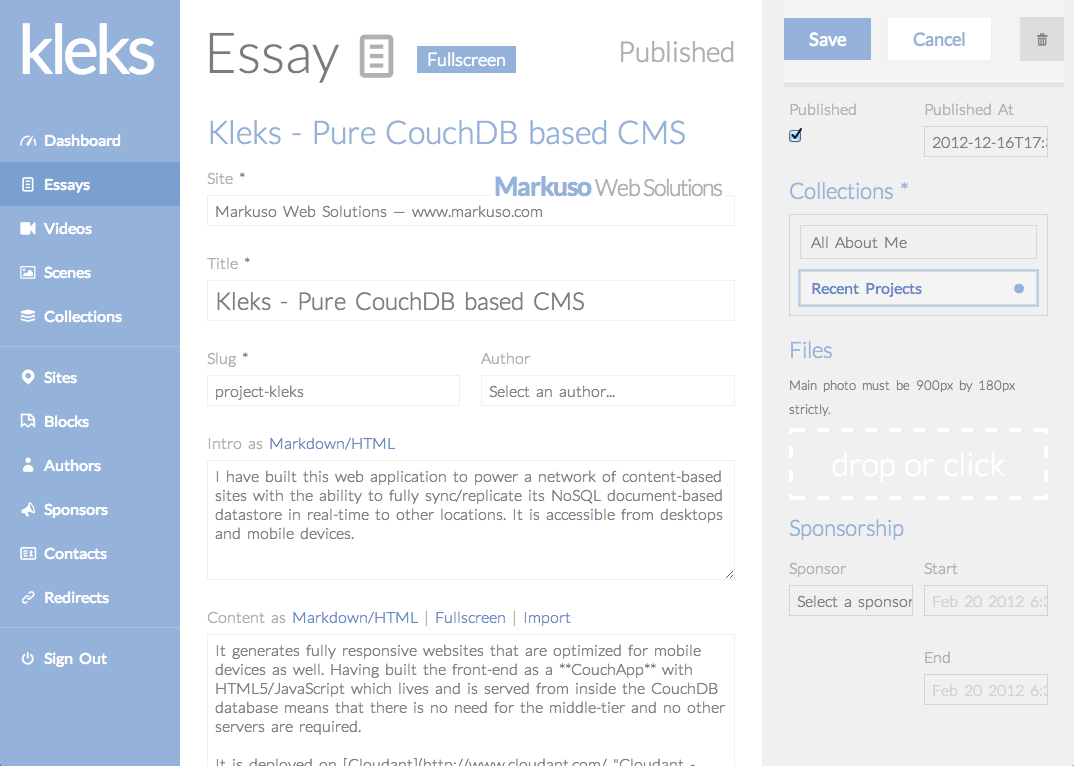 kleks
Dashboard
Essays
Videos
Scenes
Collections
Sites
Blocks
Authors
Sponsors
Contacts
Redirects
Sign Out
Essay
Fullscreen
Published
Kleks - Pure CouchDB based CMS
Site *
Markuso Web Solutions
Markuso Web Solutions — www.markuso.com
Title *
Kleks - Pure CouchDB based CMS
Slug *
Author
project-kleks
Select an author...
Intro as Markdown/HTML
I have built this web application to power a network of content-based
sites with the ability to fully sync/replicate its NoSQL document-based
datastore in real-time to other locations. It is accessible from desktops
and mobile devices.
Content as Markdown/HTML | Fullscreen | Import
It generates fully responsive websites that are optimized for mobile
devices as well. Having built the front-end as a **CouchApp** with
HTML5/JavaScript which lives and is served from inside the CouchDB
database means that there is no need for the middle-tier and no other
servers are required.
It is deployed on [Cloudant](http://www.cloudant.com/ "Cloudant -
Save
Cancel
Published
Published At
2012-12-16T17:
Collections *
All About Me
Recent Projects
Files
Main photo must be 900px by 180px
strictly.
drop or click
Sponsorship
Sponsor
Start
Select a sponsor
Feb 20 2012 6:
End
Feb 20 2012 6: